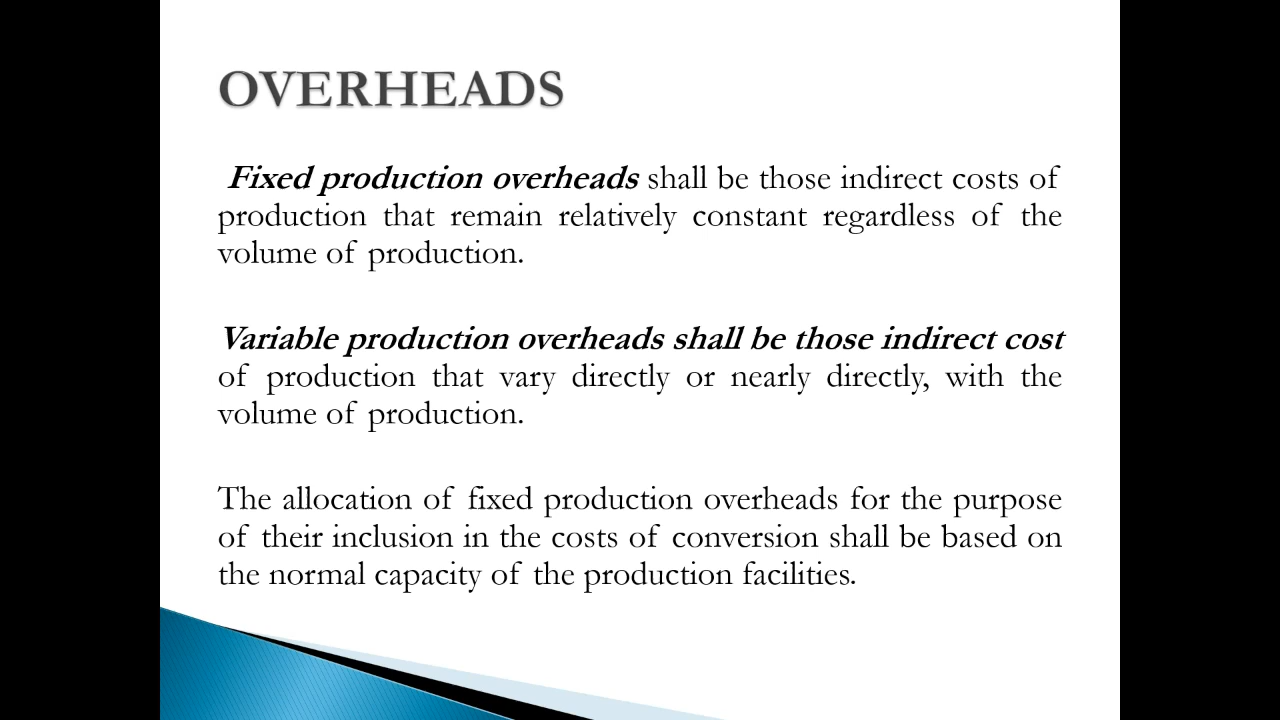 OVERHEADS
Fixed production overheads shall be those indirect costs of
production that remain relatively constant regardless of the
volume of production.
Variable production overheads shall be those indirect cost
of production that vary directly or nearly directly, with the
volume of production.
The allocation of fixed production overheads for the purpose
of their inclusion in the costs of conversion shall be based on
the normal capacity of the production facilities.